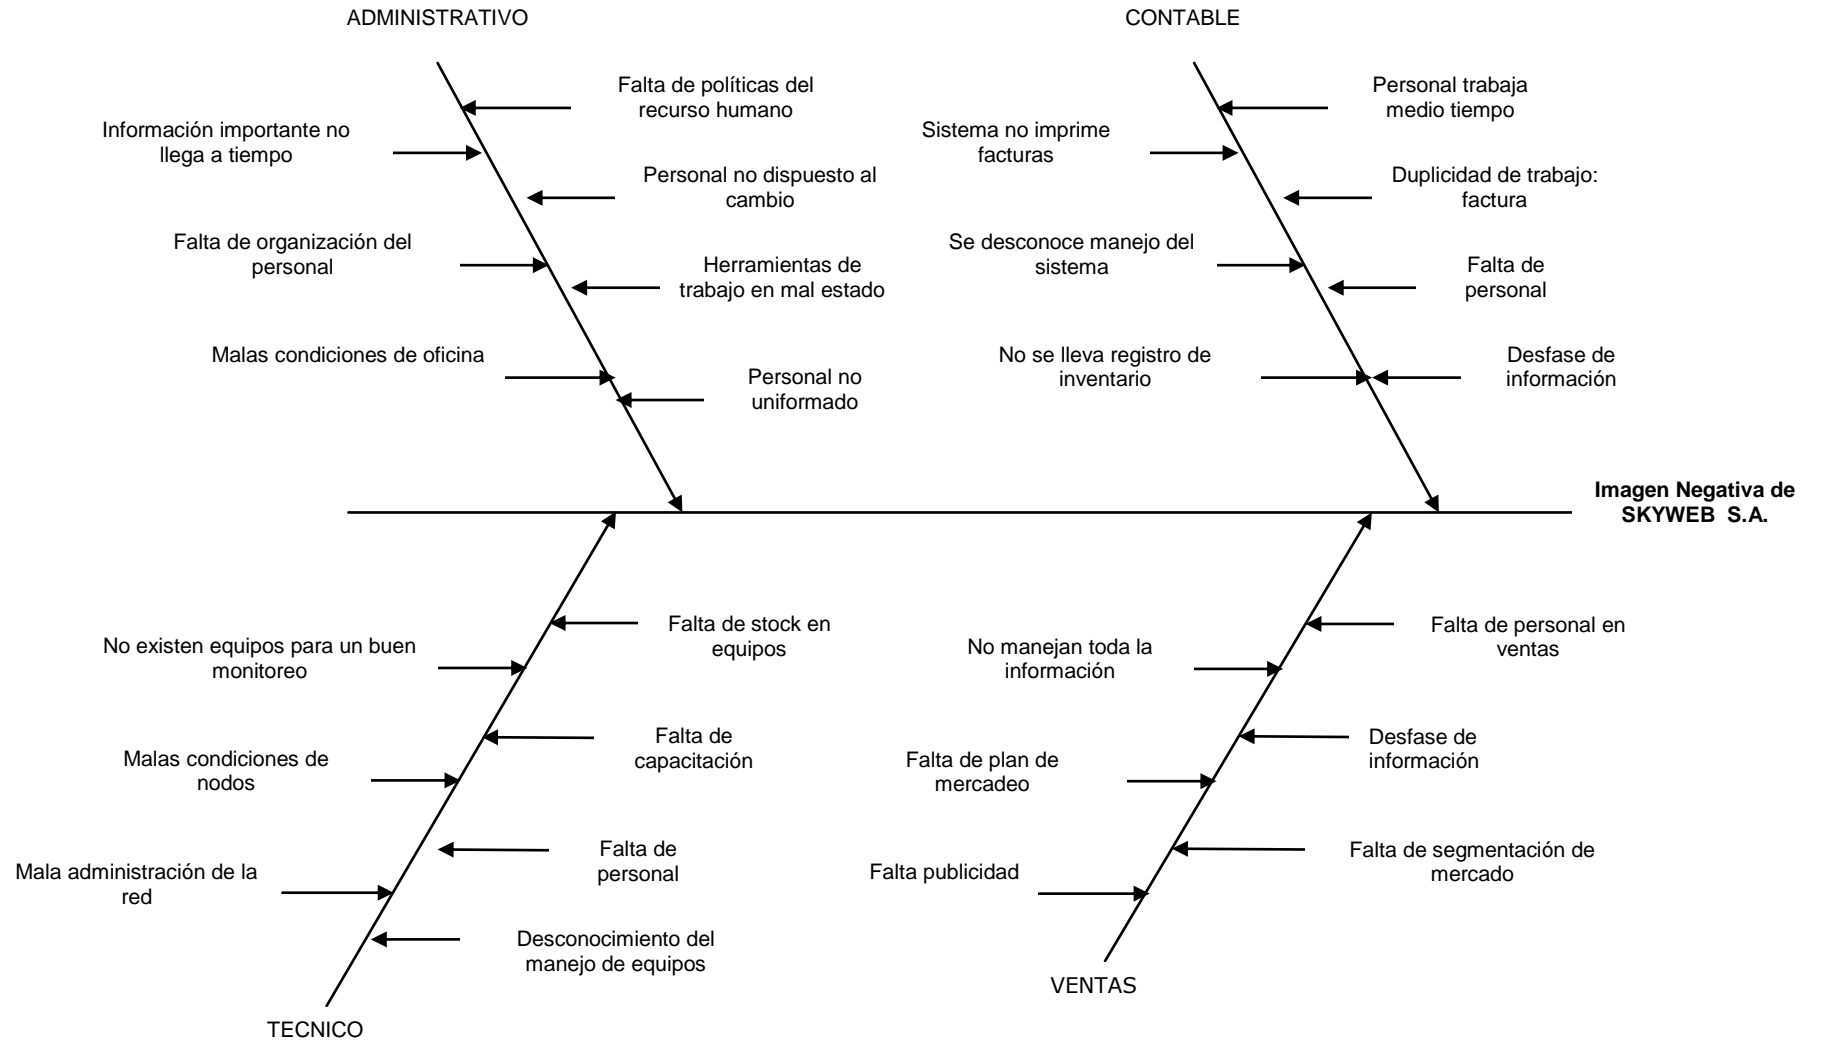 ADMINISTRATIVO
CONTABLE
Falta de políticas del
recurso humano
Información importante no
llega a tiempo
Personal no dispuesto al
cambio
Falta de organización del
personal
Herramientas de
trabajo en mal estado
Malas condiciones de oficina
Personal no
uniformado
Personal trabaja
medio tiempo
Sistema no imprime
facturas
Duplicidad de trabajo:
factura
Se desconoce manejo del
sistema
Falta de
personal
No se lleva registro de
inventario
Desfase de
información
Imagen Negativa de
SKYWEB  S.A.
Falta de stock en
equipos
No existen equipos para un buen
monitoreo
Falta de
capacitación
Malas condiciones de
nodos
Falta de
personal
Mala administración de la
red
Desconocimiento del
manejo de equipos
TECNICO
Falta de personal en
ventas
No manejan toda la
información
Desfase de
información
Falta de plan de
mercadeo
Falta de segmentación de
mercado
Falta publicidad
VENTAS